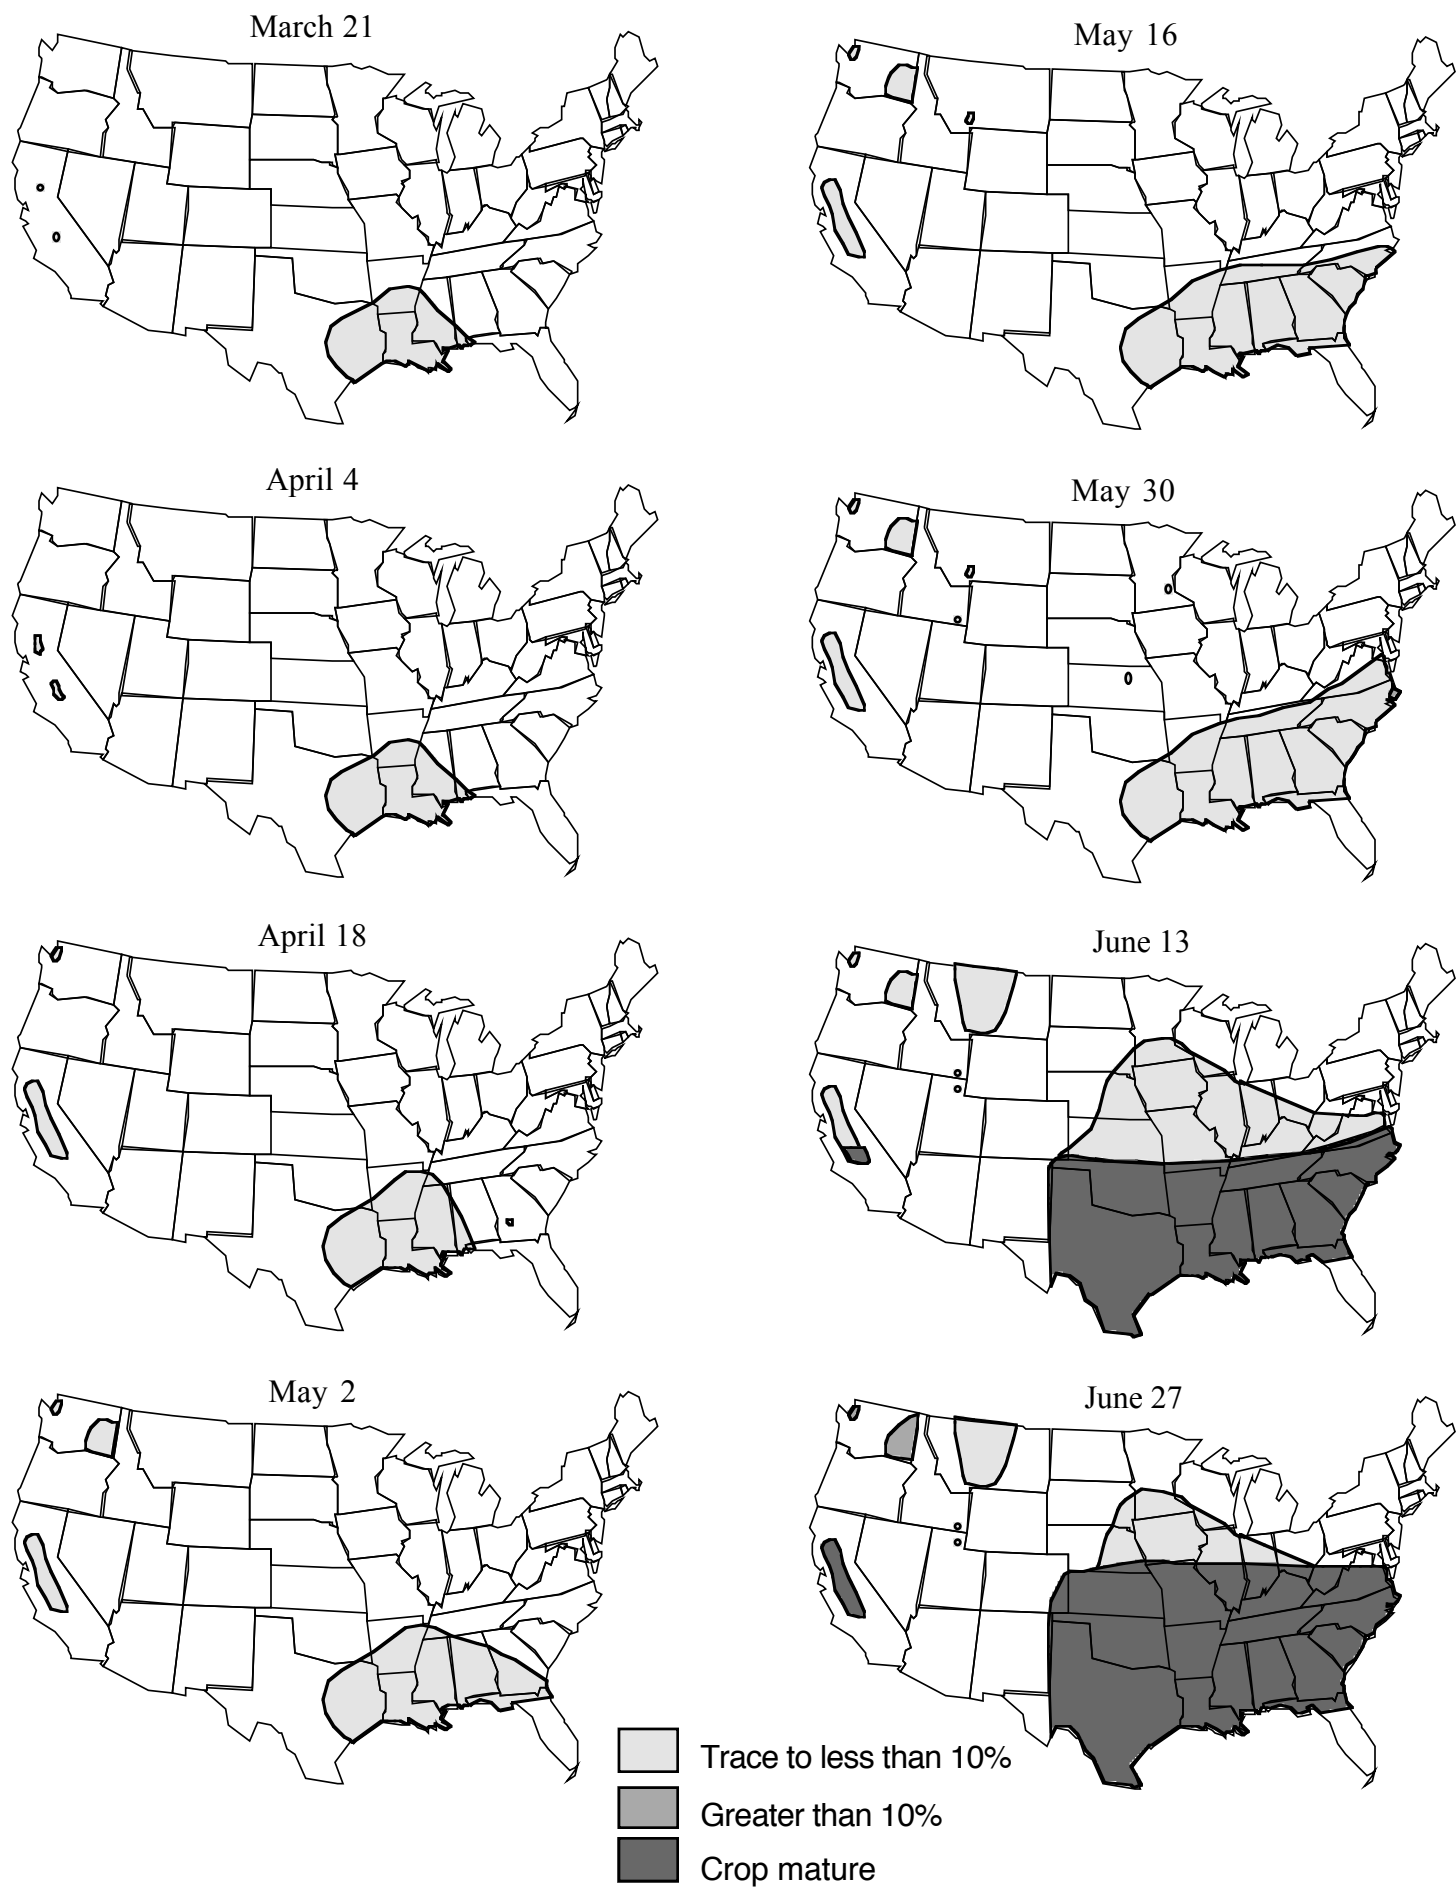 March 21
May 16
April 4
May 30
April 18
June 13
May 2
June 27
Trace to less than 10%
Greater than 10%
Crop mature